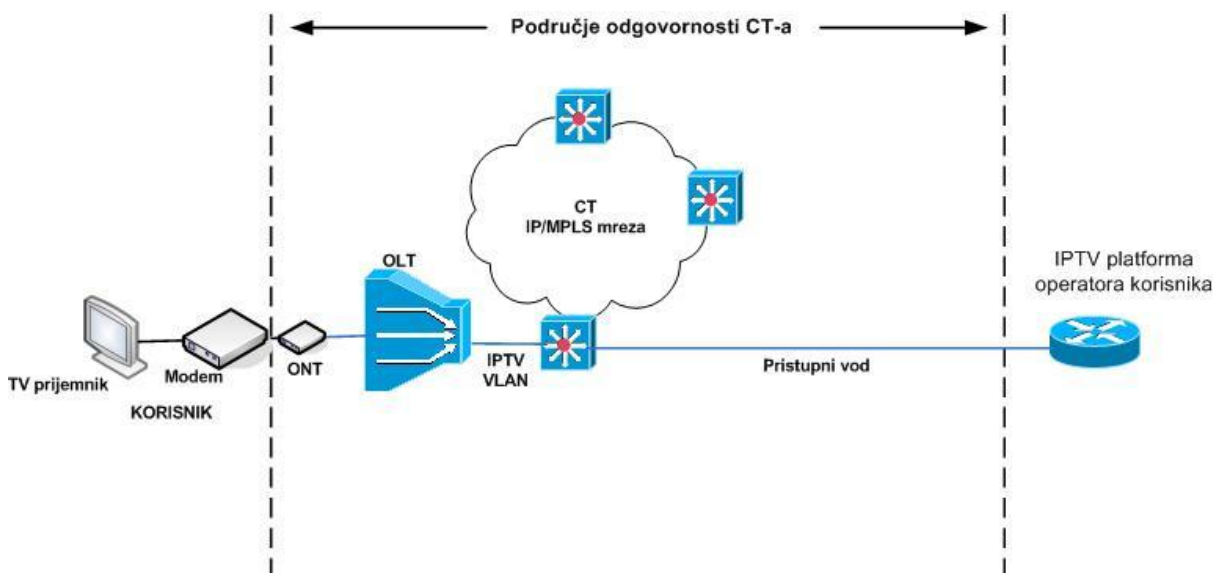 Područje odgovornosti CT-a
CT
IP/MPLS mreza
OLT
IPTV platforma
operatora korisnika
TV prijemnik
Modem
KORISNIK
ONT
IPTV
VLAN
Pristupni vod